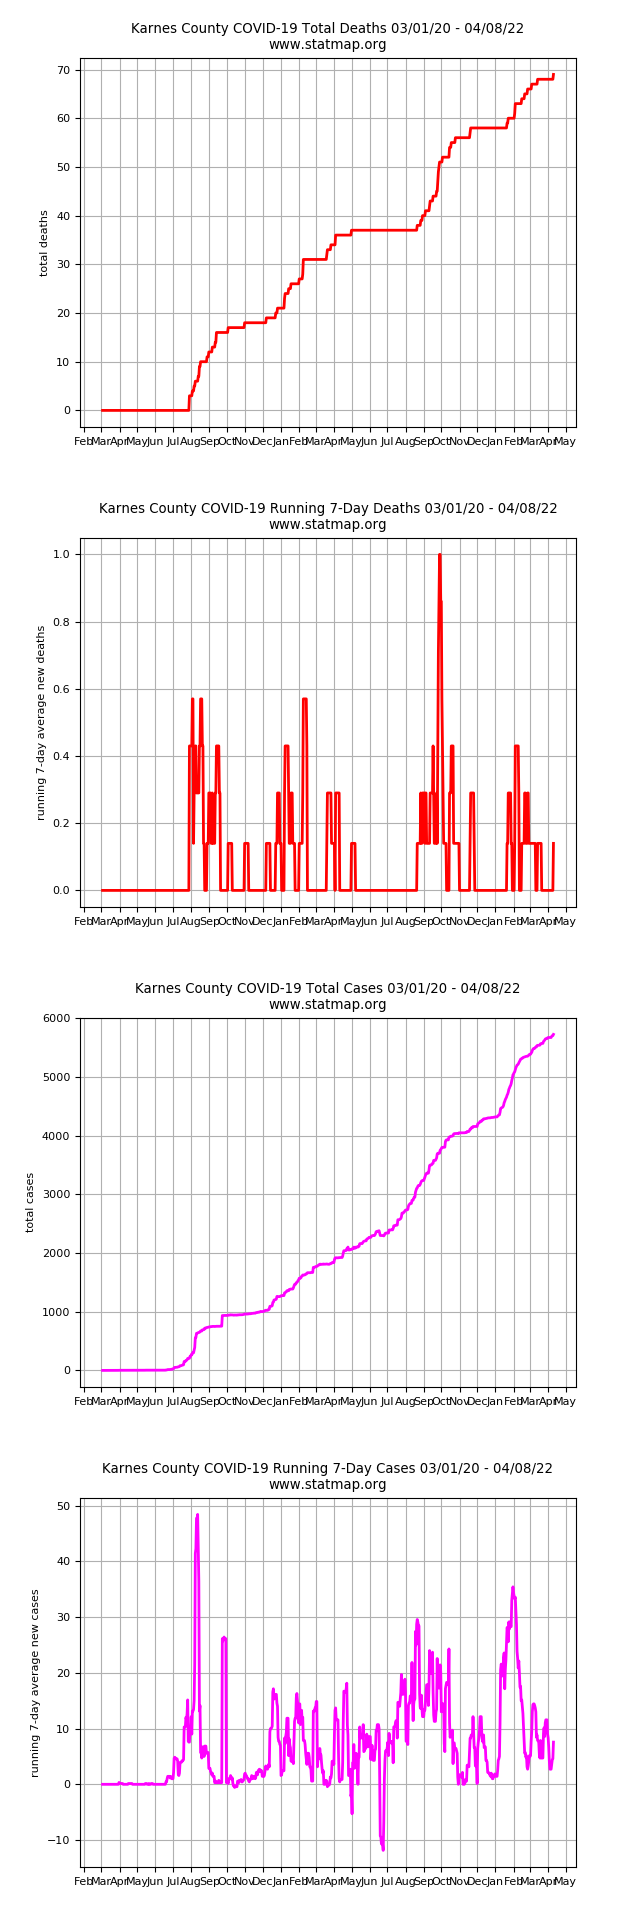 Karnes County COVID-19 Total Deaths 03/01/20 - 04/08/22
www.statmap.org
70
60
50
40
30
20
10
0
total deaths
Feb Mar Apr May Jun Jul Aug Sep Oct Nov Dec Jan Feb Mar Apr May Jun Jul Aug Sep Oct Nov Dec Jan Feb Mar Apr May
Karnes County COVID-19 Running 7-Day Deaths 03/01/20 - 04/08/22
www.statmap.org
1.0
0.8
0.6
0.4
0.2
0.0
running 7-day average new deaths
Feb Mar Apr May Jun Jul Aug Sep Oct Nov Dec Jan Feb Mar Apr May Jun Jul Aug Sep Oct Nov Dec Jan Feb Mar Apr May
Karnes County COVID-19 Total Cases 03/01/20 - 04/08/22
www.statmap.org
6000
5000
4000
3000
2000
1000
0
total cases
Feb Mar Apr May Jun Jul Aug Sep Oct Nov Dec Jan Feb Mar Apr May Jun Jul Aug Sep Oct Nov Dec Jan Feb Mar Apr May
Karnes County COVID-19 Running 7-Day Cases 03/01/20 - 04/08/22
www.statmap.org
50
40
30
20
10
0
−10
running 7-day average new cases
Feb Mar Apr May Jun Jul Aug Sep Oct Nov Dec Jan Feb Mar Apr May Jun Jul Aug Sep Oct Nov Dec Jan Feb Mar Apr May